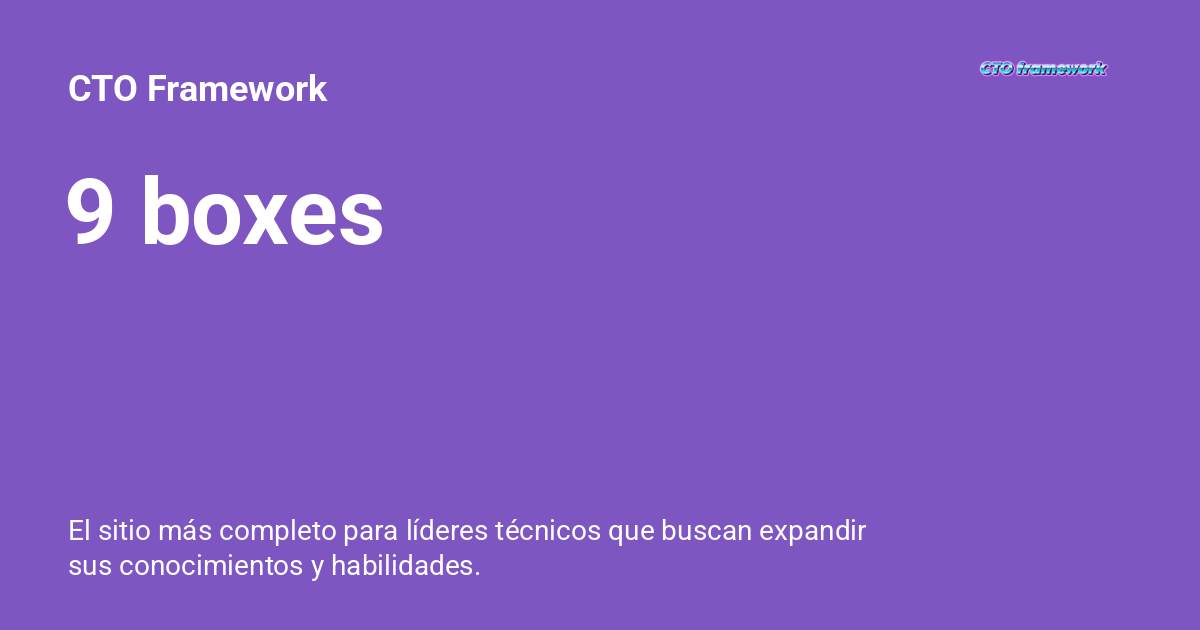 CTO Framework
CTO framework
9 boxes
El sitio más completo para líderes técnicos que buscan expandir
sus conocimientos y habilidades.